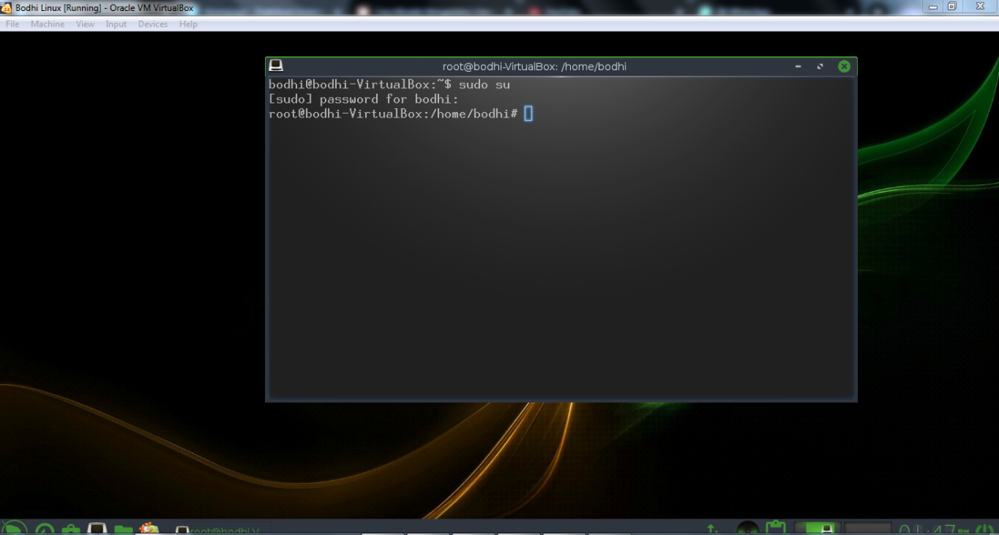 Bodhi Linux [Running] - Oracle VM VirtualBox
File Machine View Input Devices Help
root@bodhi-VirtualBox: /home/bodhi
bodhi@bodhi-VirtualBox:~$ sudo su
[sudo] password for bodhi:
root@bodhi-VirtualBox:/home/bodhi#
root@bodhi-V